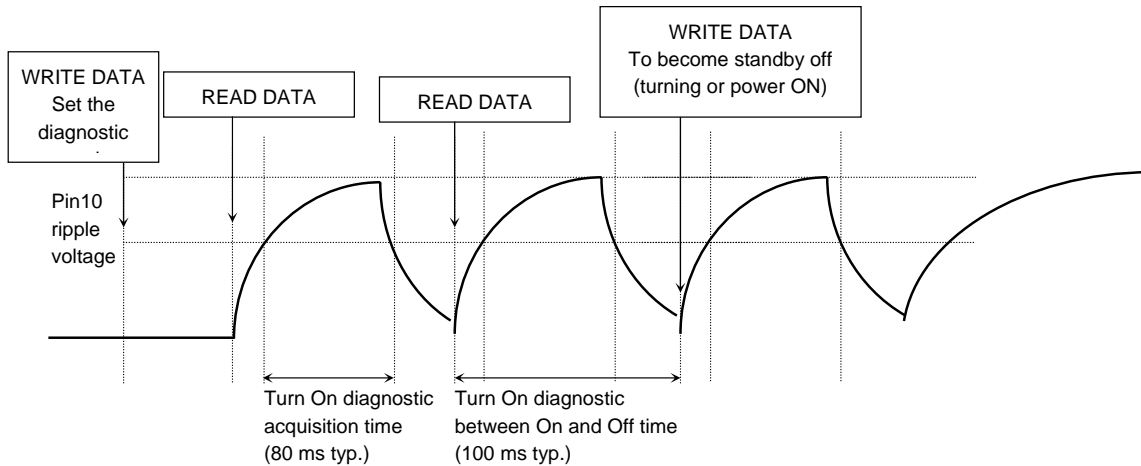 WRITE DATA
Set the
diagnostic
READ DATA
READ DATA
WRITE DATA
To become standby off
(turning or power ON)
Pin10
ripple
voltage
Turn On diagnostic
acquisition time
(80 ms typ.)
Turn On diagnostic
between On and Off time
(100 ms typ.)